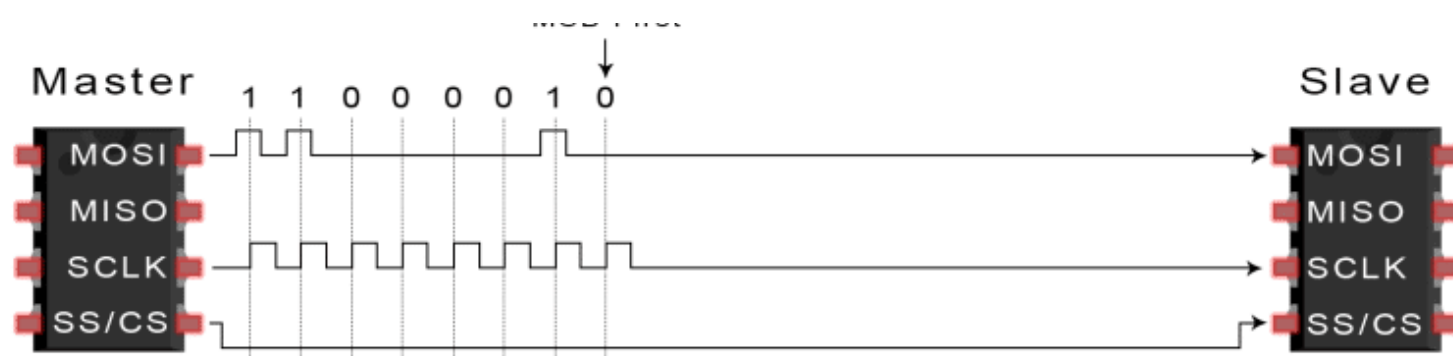 Master
Slave
1 1 0 0 0 0 1 0
MOSI
MISO
SCLK
SS/CS
MOSI
MISO
SCLK
SS/CS